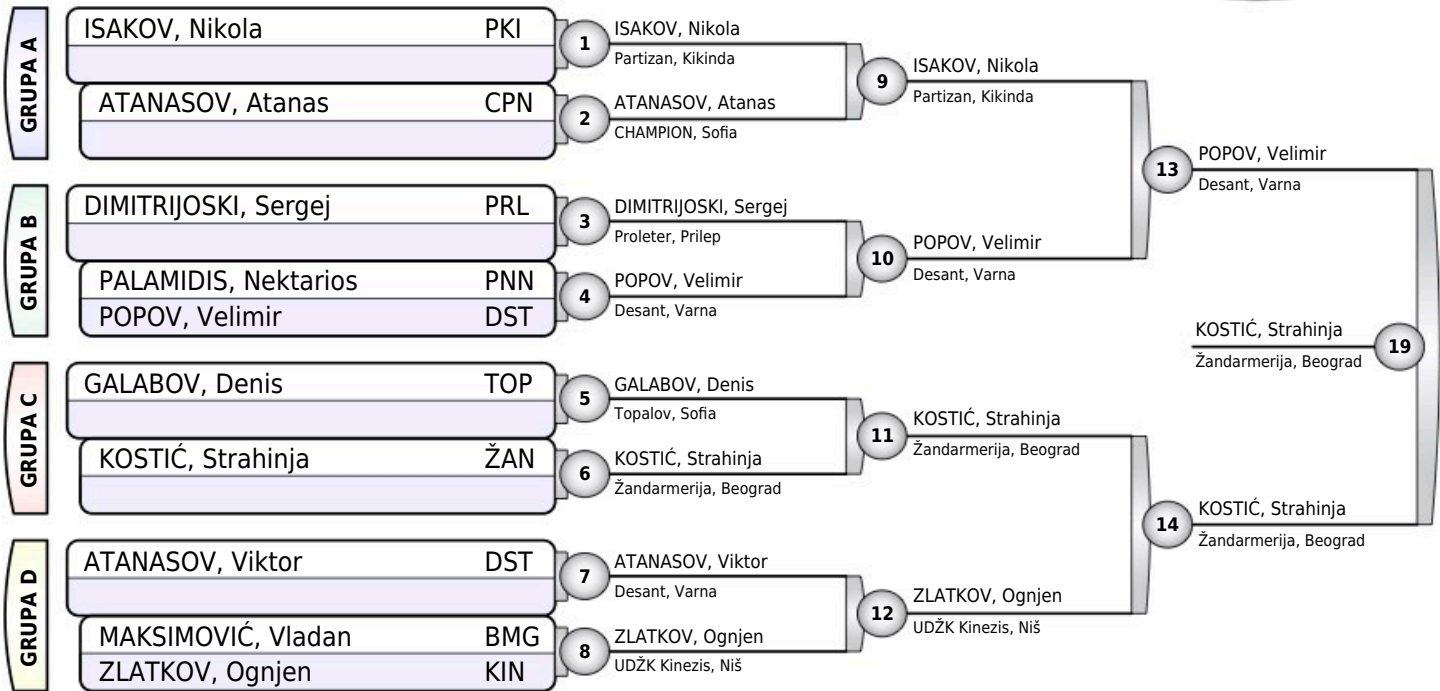 GRUPA A
ISAKOV, Nikola PKI
ATANASOV, Atanas CPN
GRUPA B
DIMITRIJOSKI, Sergej PRL
PALAMIDIS, Nektarios PNN
POPOV, Velimir DST
GRUPA C
GALABOV, Denis TOP
KOSTIĆ, Strahinja ŽAN
GRUPA D
ATANASOV, Viktor DST
MAKSIMOVIĆ, Vladan BMG
ZLATKOV, Ognjen KIN
1 ISAKOV, Nikola
Partizan, Kikinda
2 ATANASOV, Atanas
CHAMPION, Sofia
3 DIMITRIJOSKI, Sergej
Proleter, Prilep
4 POPOV, Velimir
Desant, Varna
5 GALABOV, Denis
Topalov, Sofia
6 KOSTIĆ, Strahinja
Žandarmerija, Beograd
7 ATANASOV, Viktor
Desant, Varna
8 ZLATKOV, Ognjen
UDŽK Kinezis, Niš
9 ISAKOV, Nikola
Partizan, Kikinda
10 POPOV, Velimir
Desant, Varna
11 KOSTIĆ, Strahinja
Žandarmerija, Beograd
12 ZLATKOV, Ognjen
UDŽK Kinezis, Niš
13 POPOV, Velimir
Desant, Varna
14 KOSTIĆ, Strahinja
Žandarmerija, Beograd
KOSTIĆ, Strahinja 19
Žandarmerija, Beograd